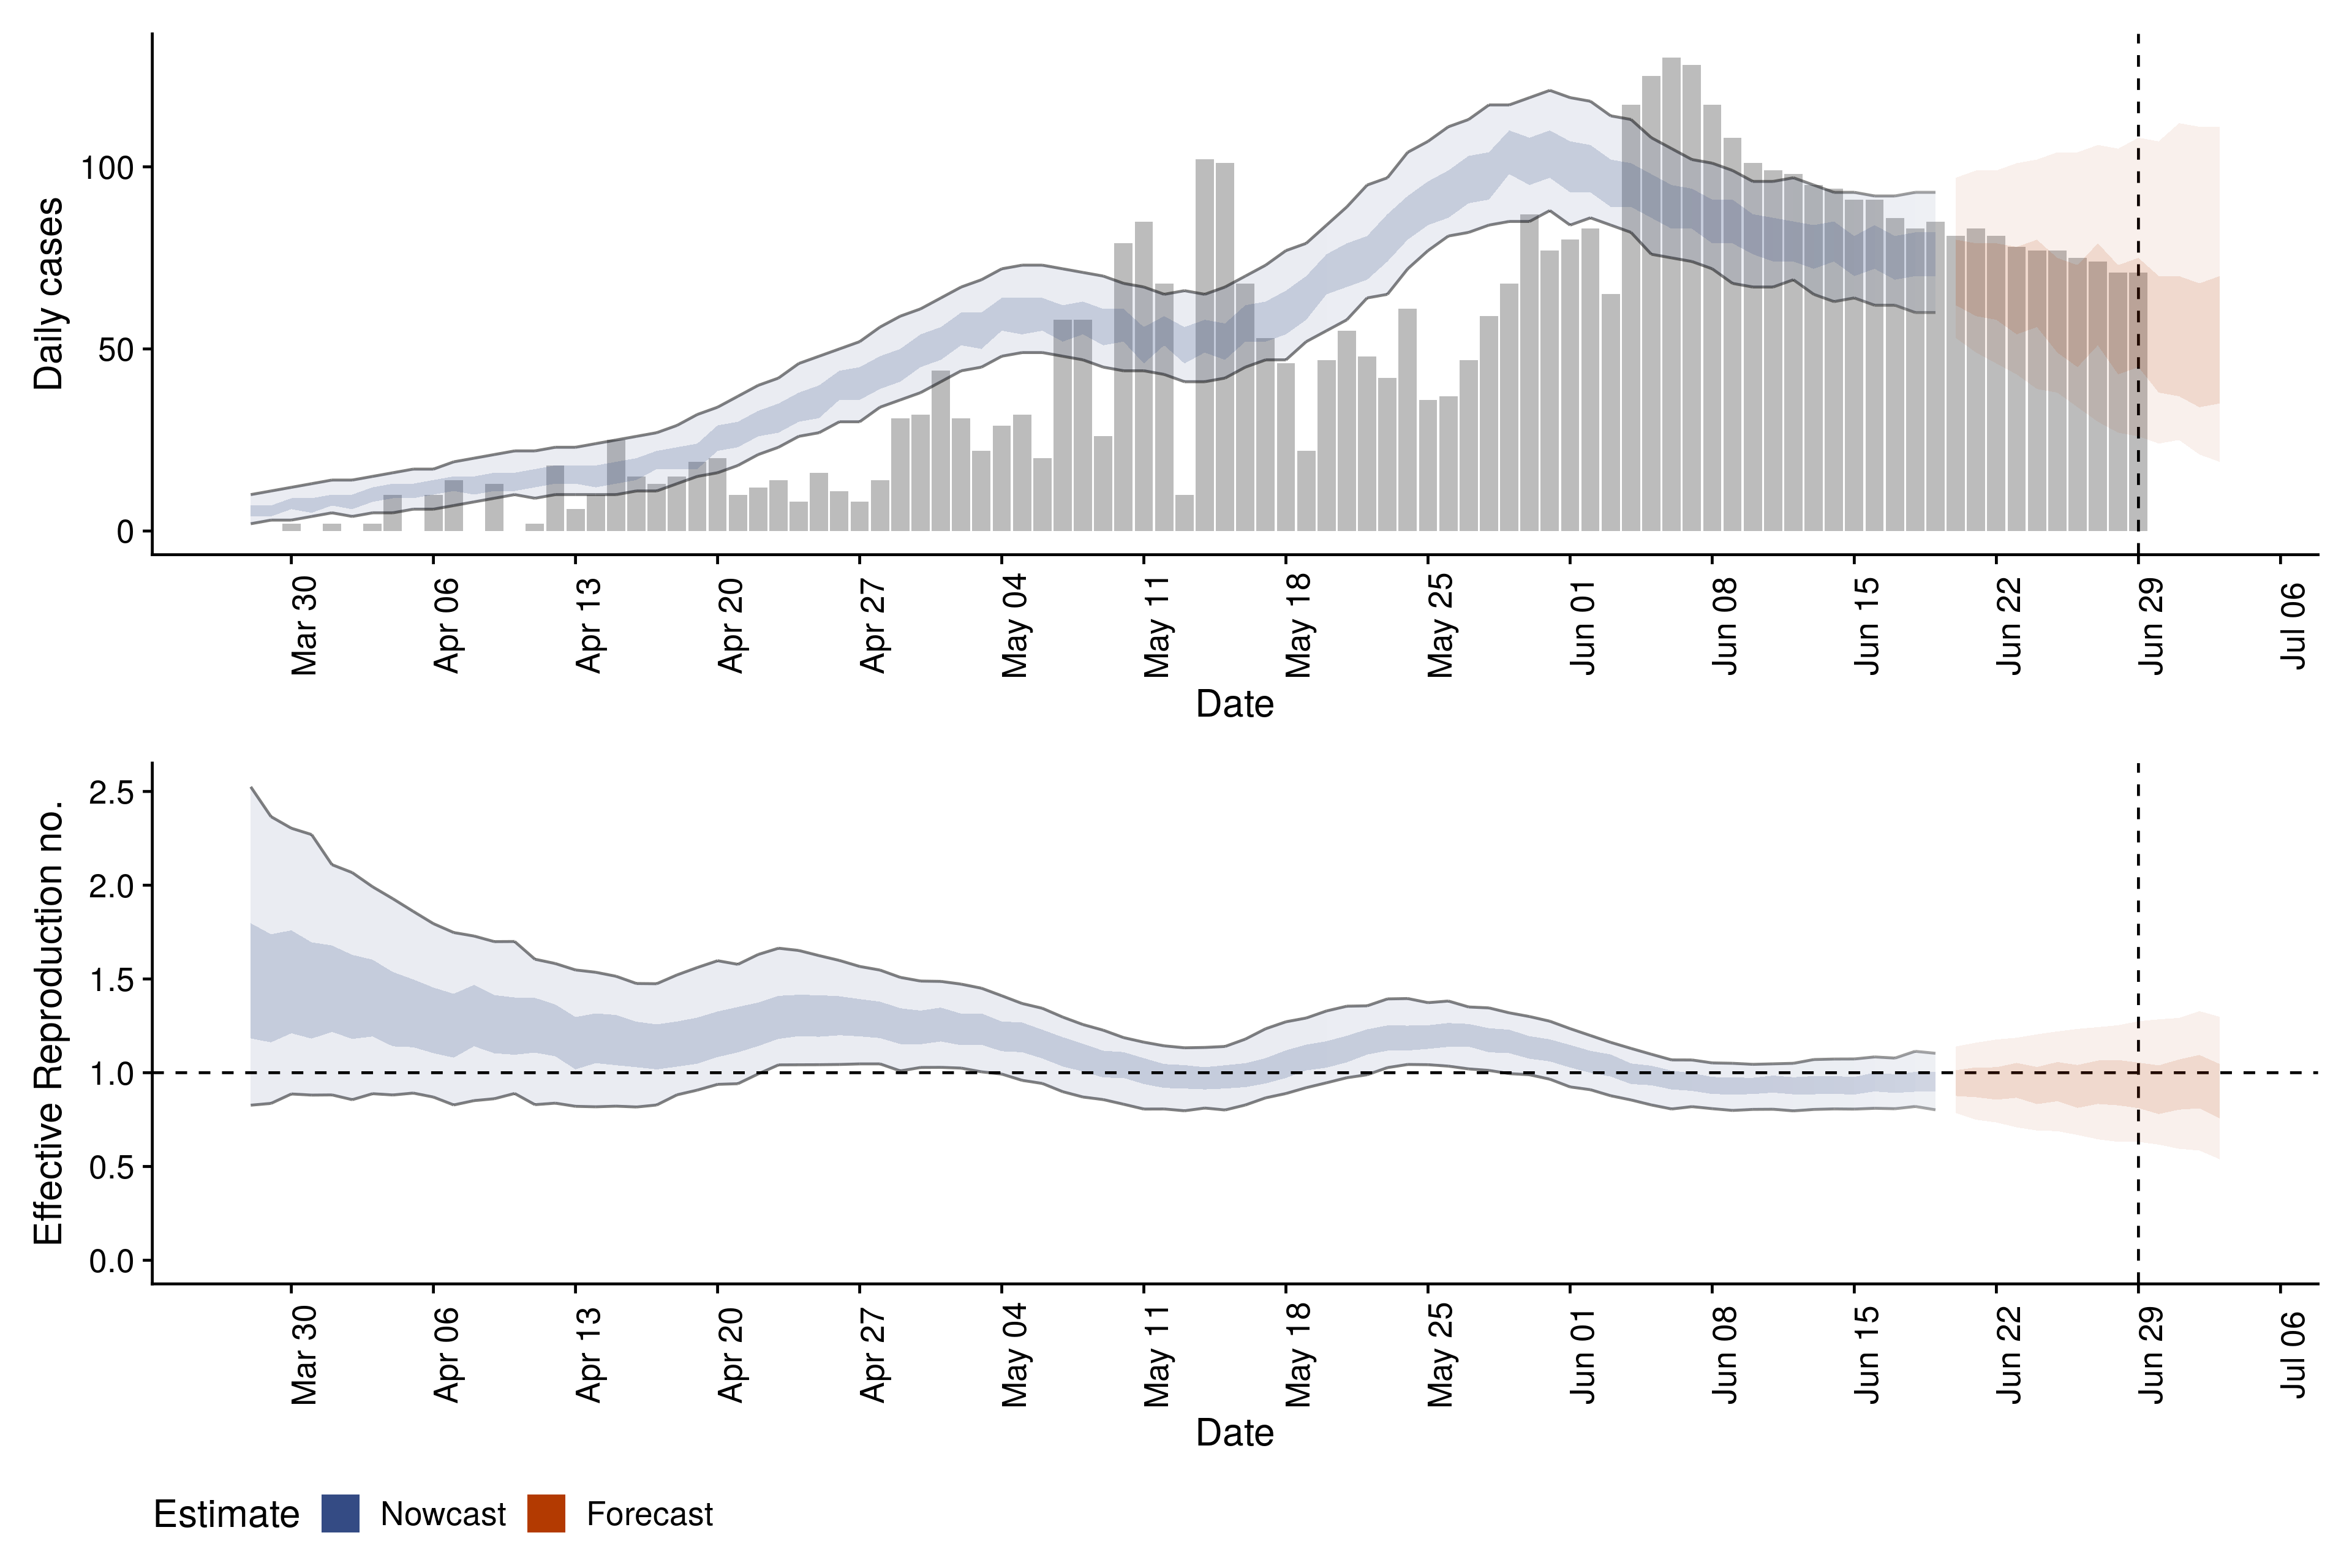 Daily cases
100
50
0
Mar 30
Apr 06
Apr 13
Apr 20
Apr 27
May 04
May 11
May 18
May 25
Jun 01
Jun 08
Jun 15
Jun 22
Jun 29
Jul 06
Date
Effective Reproduction no.
2.5
2.0
1.5
1.0
0.5
0.0
Mar 30
Apr 06
Apr 13
Apr 20
Apr 27
May 04
May 11
May 18
May 25
Jun 01
Jun 08
Jun 15
Jun 22
Jun 29
Jul 06
Date
Estimate Nowcast Forecast